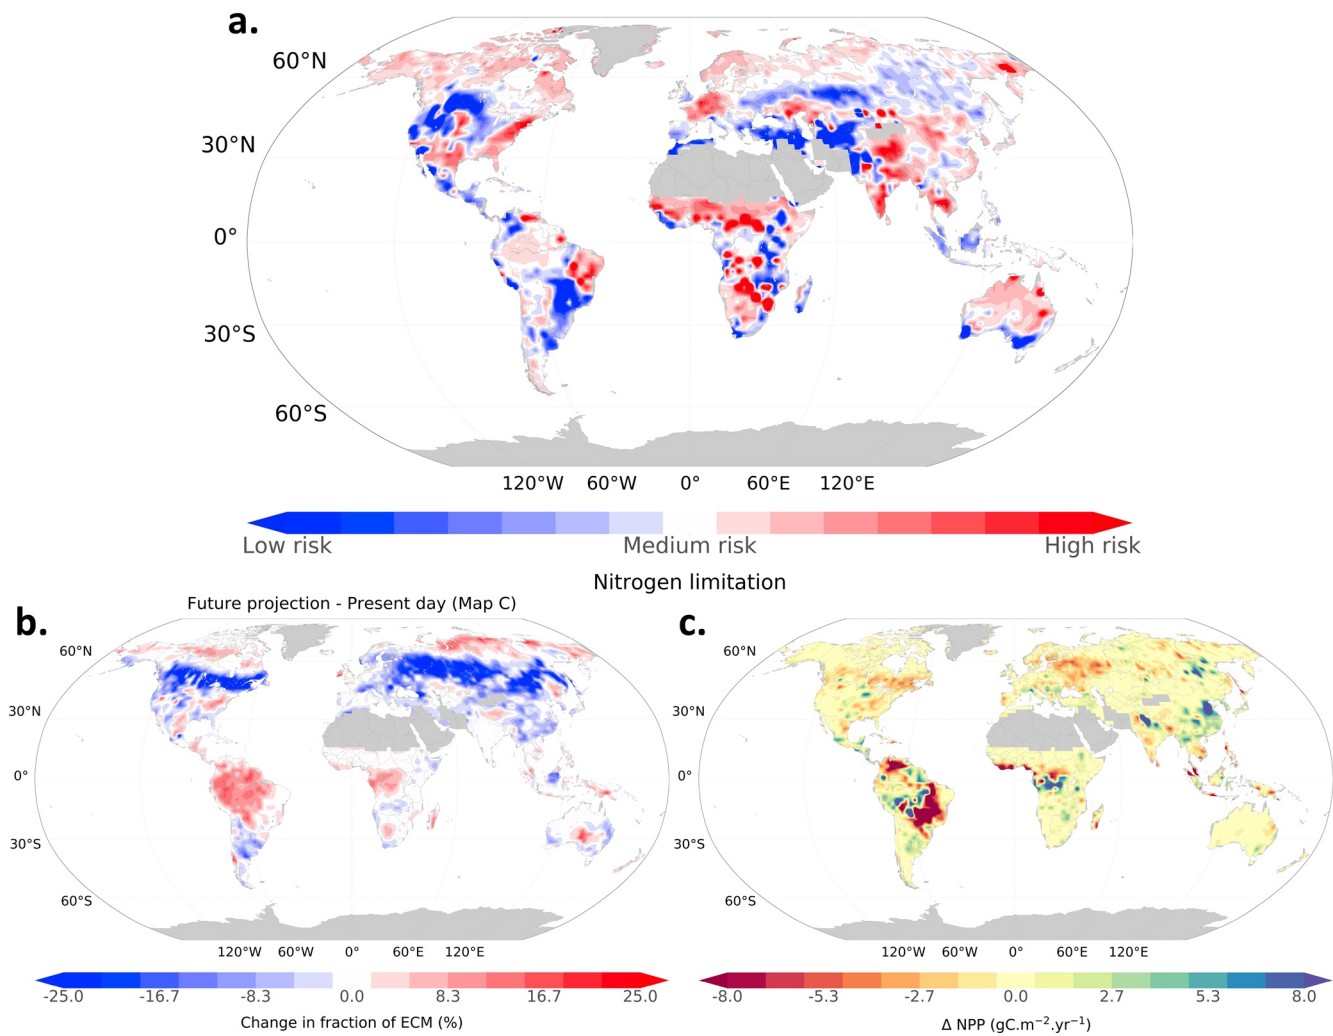 a.
60°N
30°N
0°
30°S
60°S
120°W 60°W 0° 60°E 120°E
Low risk Medium risk High risk
Nitrogen limitation
b.
Future projection - Present day (Map C)
60°N
30°N
0°
30°S
60°S
120°W 60°W 0° 60°E 120°E
-25.0 -16.7 -8.3 0.0 8.3 16.7 25.0
Change in fraction of ECM (%)
c.
60°N
30°N
0°
30°S
60°S
120°W 60°W 0° 60°E 120°E
-8.0 -5.3 -2.7 0.0 2.7 5.3 8.0
Δ NPP (gC.m⁻².yr⁻¹)